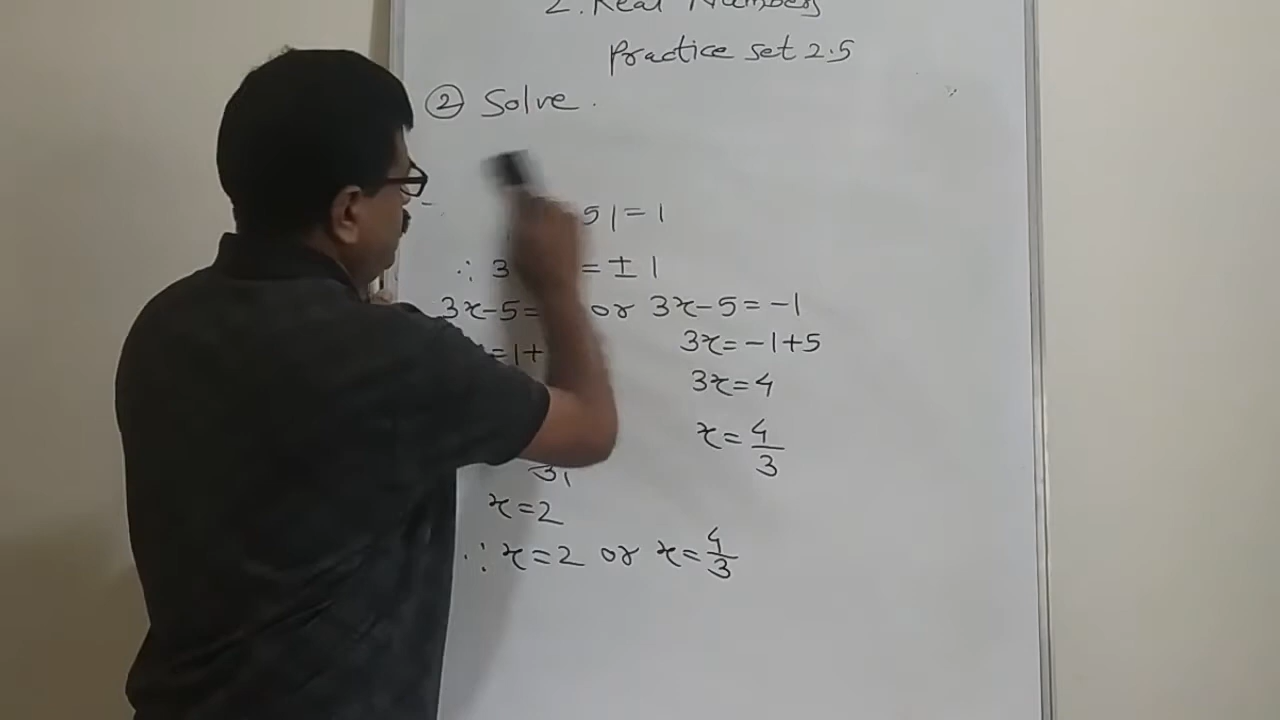 2. Real Numbers
Practice set 2.5
② Solve.
5|=1
∴ 3 = ± 1
3x-5= or 3x-5=-1
=1+ 3x=-1+5
3x=4
x=4/3
3
x=2
∴ x=2 or x=4/3